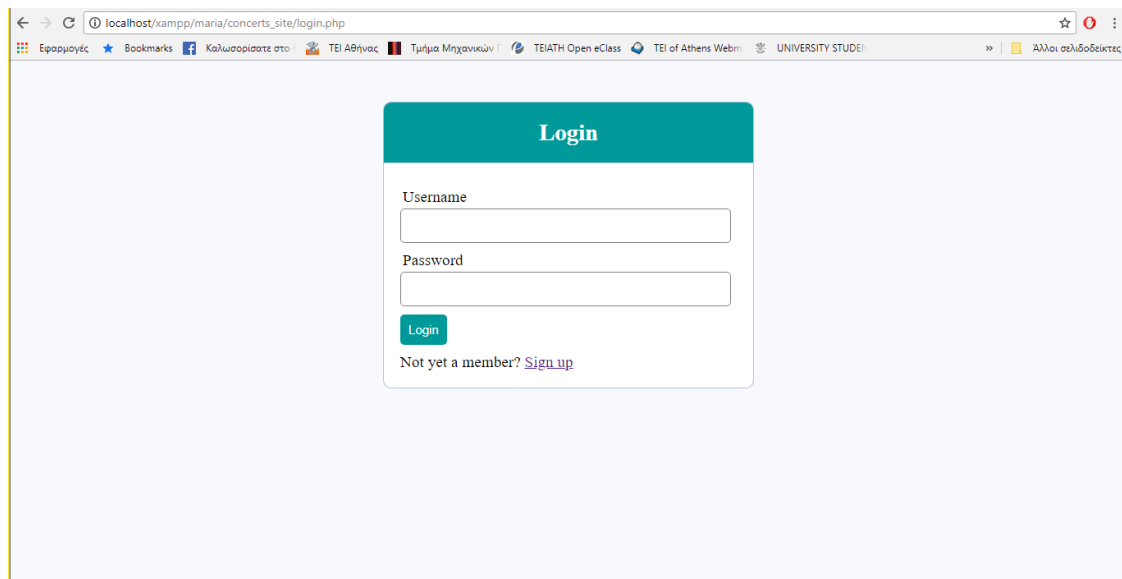 localhost/xampp/maria/concerts_site/login.php
Εφαρμογές Bookmarks Καλωσορίσατε στο TEI Αθήνας Τμήμα Μηχανικών TEIATH Open eClass TEI of Athens Webm UNIVERSITY STUDEN » Άλλοι σελιδοδείκτες
Login
Username
Password
Login
Not yet a member? Sign up